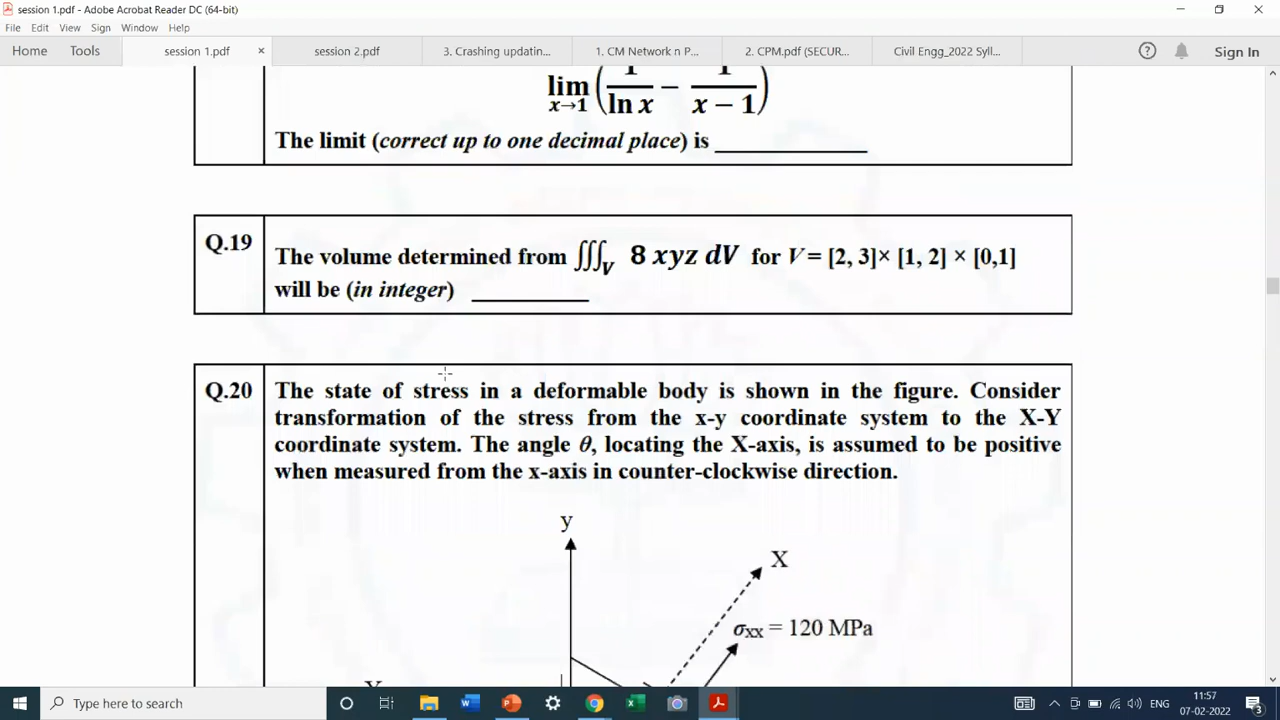 session 1.pdf - Adobe Acrobat Reader DC (64-bit)
File Edit View Sign Window Help
Home Tools session 1.pdf × session 2.pdf 3. Crashing updatin... 1. CM Network n P... 2. CPM.pdf (SECUR... Civil Engg_2022 Syll... Sign In
lim x→1 (1/ln x − 1/x − 1)
The limit (correct up to one decimal place) is ____________
Q.19 The volume determined from ∭V 8 xyz dV for V= [2, 3]× [1, 2] × [0,1]
will be (in integer) __________
Q.20 The state of stress in a deformable body is shown in the figure. Consider
transformation of the stress from the x-y coordinate system to the X-Y
coordinate system. The angle θ, locating the X-axis, is assumed to be positive
when measured from the x-axis in counter-clockwise direction.
y
X
σXX = 120 MPa
Type here to search
ENG
11:57
07-02-2022
3